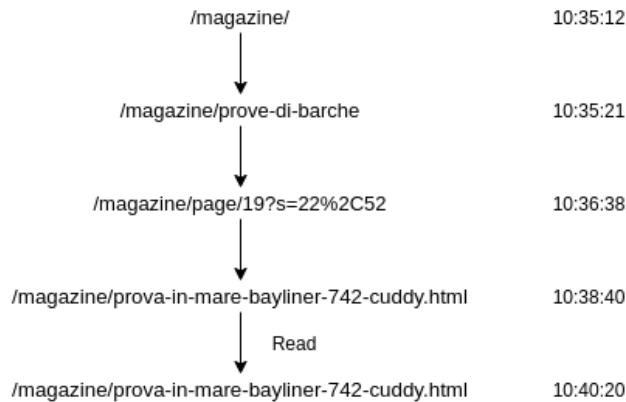 /magazine/ 10:35:12
/magazine/prove-di-barche 10:35:21
/magazine/page/19?s=22%2C52 10:36:38
/magazine/prova-in-mare-bayliner-742-cuddy.html 10:38:40
Read
/magazine/prova-in-mare-bayliner-742-cuddy.html 10:40:20